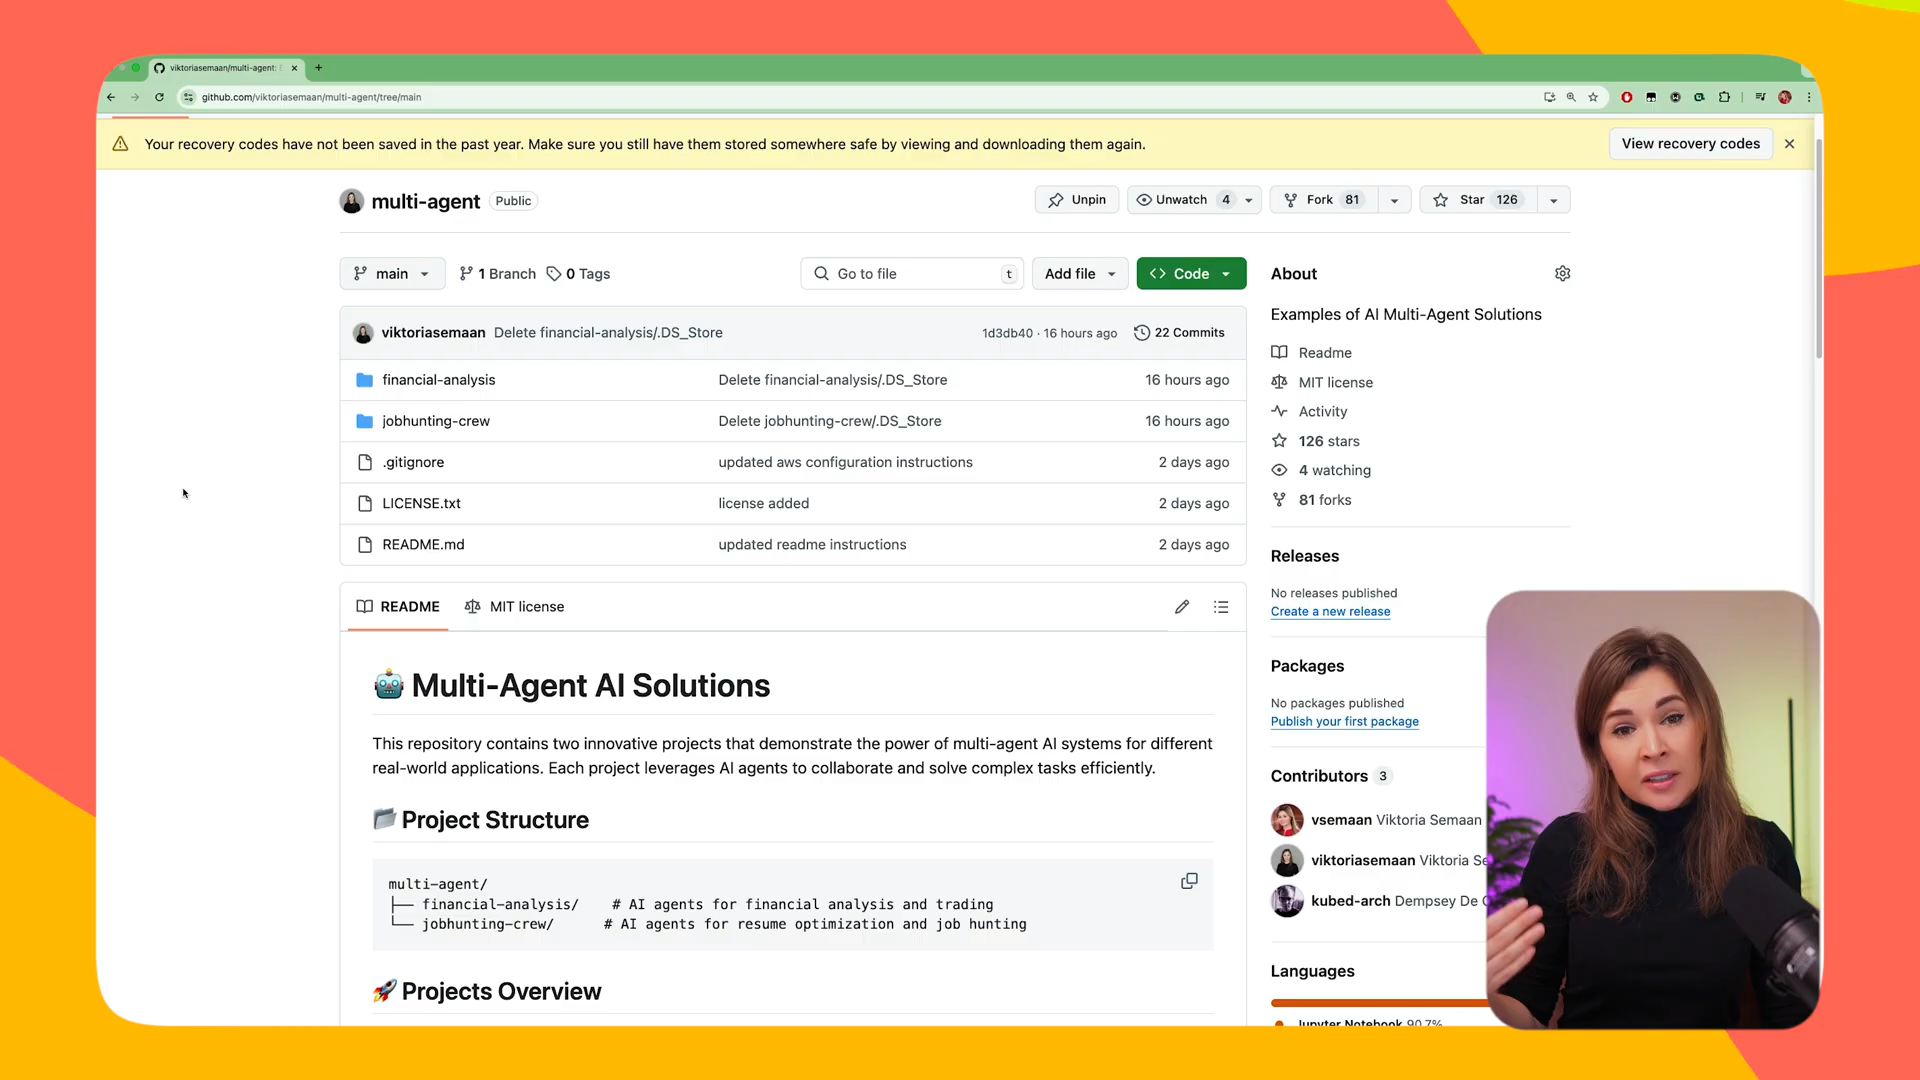 viktoriasemaan/multi-agent:
github.com/viktoriasemaan/multi-agent/tree/main
Your recovery codes have not been saved in the past year. Make sure you still have them stored somewhere safe by viewing and downloading them again.
View recovery codes
multi-agent
Public
Unpin
Unwatch 4
Fork 81
Star 126
main
1 Branch
0 Tags
Go to file
t
Add file
Code
About
Examples of AI Multi-Agent Solutions
viktoriasemaan Delete financial-analysis/.DS_Store
1d3db40 · 16 hours ago
22 Commits
financial-analysis Delete financial-analysis/.DS_Store 16 hours ago
jobhunting-crew Delete jobhunting-crew/.DS_Store 16 hours ago
.gitignore updated aws configuration instructions 2 days ago
LICENSE.txt license added 2 days ago
README.md updated readme instructions 2 days ago
Readme
MIT license
Activity
126 stars
4 watching
81 forks
Releases
No releases published
Create a new release
Packages
No packages published
Publish your first package
Contributors 3
vsemaan Viktoria Semaan
viktoriasemaan Viktoria
kubed-arch Dempsey De
Languages
Jupyter Notebook 90.7%
README
MIT license
Multi-Agent AI Solutions
This repository contains two innovative projects that demonstrate the power of multi-agent AI systems for different
real-world applications. Each project leverages AI agents to collaborate and solve complex tasks efficiently.
Project Structure
multi-agent/
├── financial-analysis/ # AI agents for financial analysis and trading
└── jobhunting-crew/ # AI agents for resume optimization and job hunting
Projects Overview